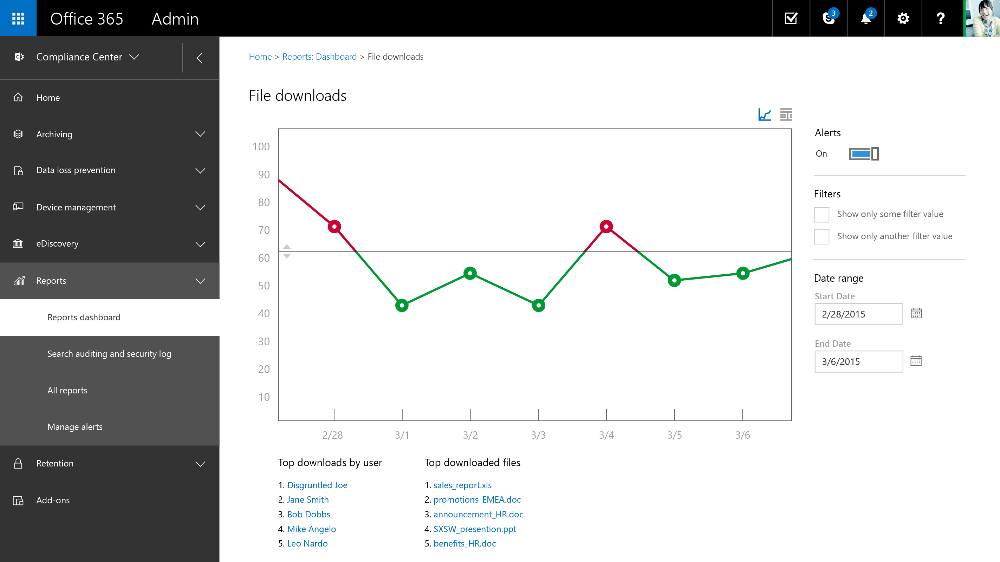 Office 365 Admin
3
2
?
Compliance Center
Home
Archiving
Data loss prevention
Device management
eDiscovery
Reports
Reports dashboard
Search auditing and security log
All reports
Manage alerts
Retention
Add-ons
Home > Reports: Dashboard > File downloads
File downloads
100
90
80
70
60
50
40
30
20
10
2/28 3/1 3/2 3/3 3/4 3/5 3/6
Top downloads by user
1. Disgruntled Joe
2. Jane Smith
3. Bob Dobbs
4. Mike Angelo
5. Leo Nardo
Top downloaded files
1. sales_report.xls
2. promotions_EMEA.doc
3. announcement_HR.doc
4. SXSW_presention.ppt
5. benefits_HR.doc
Alerts
On
Filters
Show only some filter value
Show only another filter value
Date range
Start Date
2/28/2015
End Date
3/6/2015